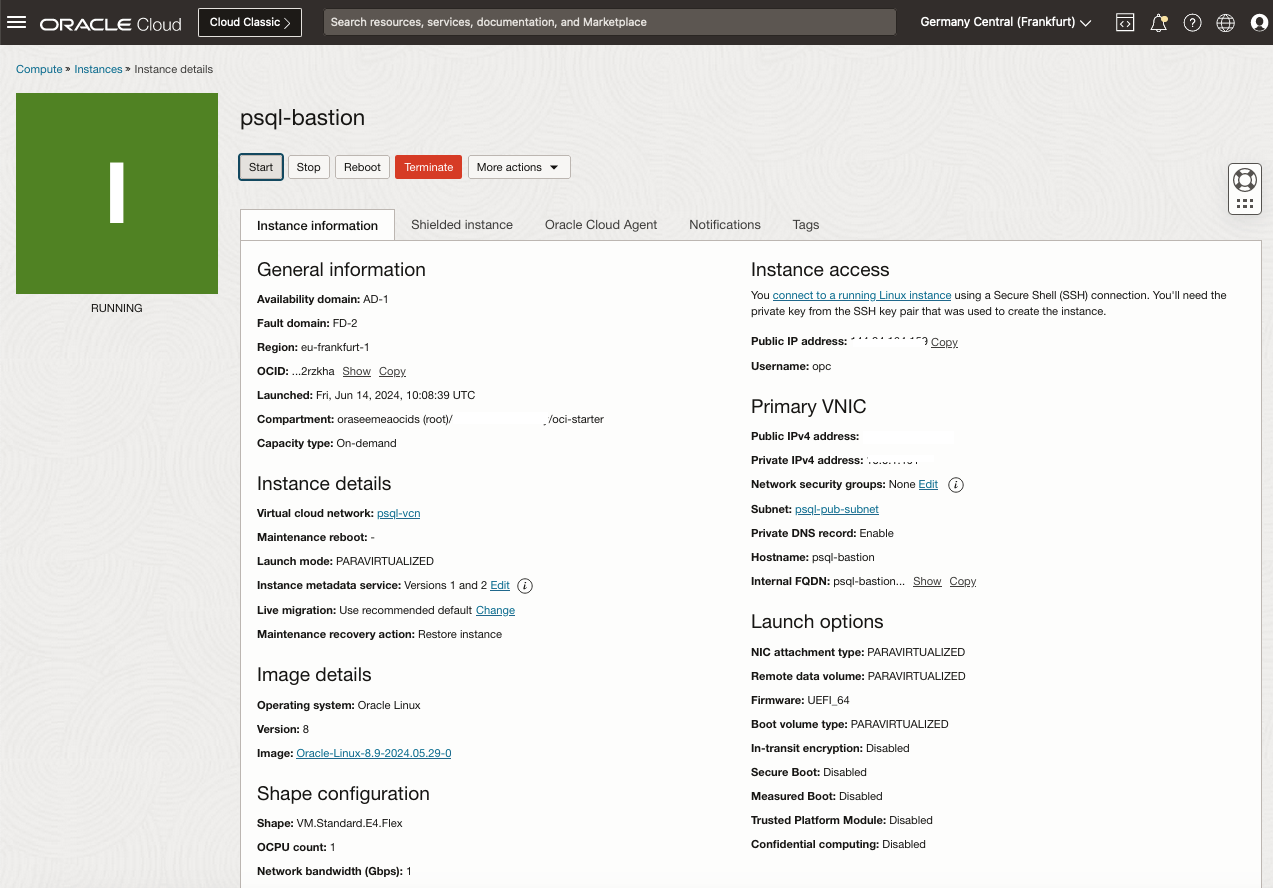 ORACLE Cloud
Cloud Classic
Search resources, services, documentation, and Marketplace
Germany Central (Frankfurt)
Compute » Instances » Instance details
I
RUNNING
psql-bastion
Start
Stop
Reboot
Terminate
More actions
Instance information
Shielded instance
Oracle Cloud Agent
Notifications
Tags
General information
Availability domain: AD-1
Fault domain: FD-2
Region: eu-frankfurt-1
OCID: ...2rzkha Show Copy
Launched: Fri, Jun 14, 2024, 10:08:39 UTC
Compartment: oraseemeaocids (root)/ /oci-starter
Capacity type: On-demand
Instance details
Virtual cloud network: psql-vcn
Maintenance reboot: -
Launch mode: PARAVIRTUALIZED
Instance metadata service: Versions 1 and 2 Edit
Live migration: Use recommended default Change
Maintenance recovery action: Restore instance
Image details
Operating system: Oracle Linux
Version: 8
Image: Oracle-Linux-8.9-2024.05.29-0
Shape configuration
Shape: VM.Standard.E4.Flex
OCPU count: 1
Network bandwidth (Gbps): 1
Instance access
You connect to a running Linux instance using a Secure Shell (SSH) connection. You'll need the
private key from the SSH key pair that was used to create the instance.
Public IP address: Copy
Username: opc
Primary VNIC
Public IPv4 address:
Private IPv4 address:
Network security groups: None Edit
Subnet: psql-pub-subnet
Private DNS record: Enable
Hostname: psql-bastion
Internal FQDN: psql-bastion... Show Copy
Launch options
NIC attachment type: PARAVIRTUALIZED
Remote data volume: PARAVIRTUALIZED
Firmware: UEFI_64
Boot volume type: PARAVIRTUALIZED
In-transit encryption: Disabled
Secure Boot: Disabled
Measured Boot: Disabled
Trusted Platform Module: Disabled
Confidential computing: Disabled